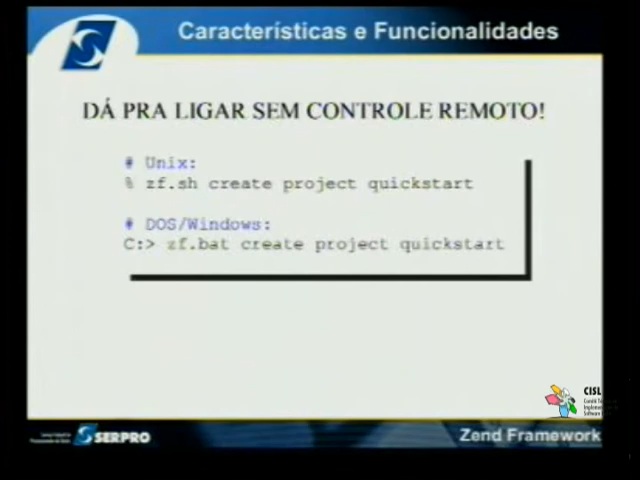 Características e Funcionalidades
DÁ PRA LIGAR SEM CONTROLE REMOTO!
# Unix:
% zf.sh create project quickstart
# DOS/Windows:
C:> zf.bat create project quickstart
CISL
SERPRO
Zend Framework